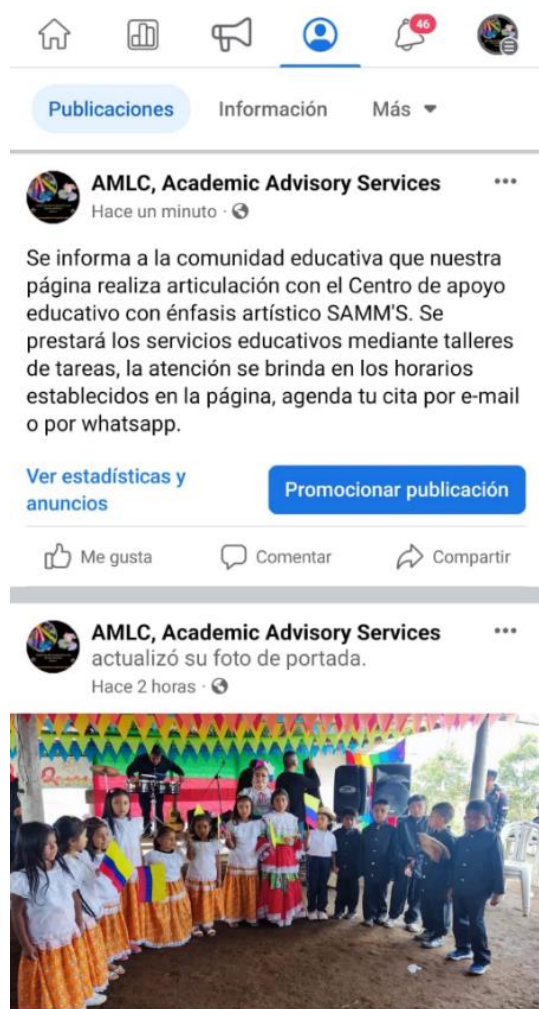 46
Publicaciones Información Más
AMLC, Academic Advisory Services
Hace un minuto ·
Se informa a la comunidad educativa que nuestra
página realiza articulación con el Centro de apoyo
educativo con énfasis artístico SAMM'S. Se
prestará los servicios educativos mediante talleres
de tareas, la atención se brinda en los horarios
establecidos en la página, agenda tu cita por e-mail
o por whatsapp.
Ver estadísticas y
anuncios
Promocionar publicación
Me gusta Comentar Compartir
AMLC, Academic Advisory Services
actualizó su foto de portada.
Hace 2 horas ·